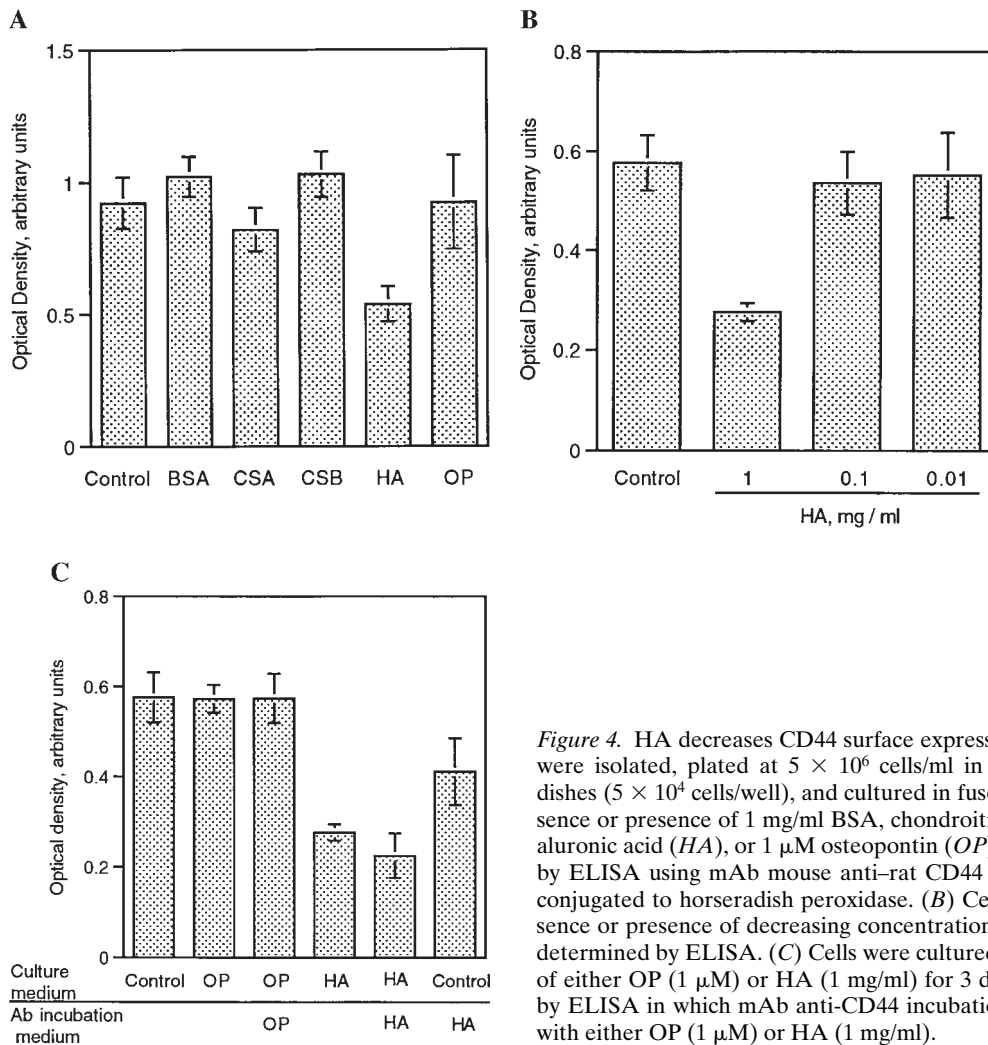 A
Optical Density, arbitrary units
1.5
1
0.5
0
Control BSA CSA CSB HA OP
B
Optical Density, arbitrary units
0.8
0.6
0.4
0.2
0
Control 1 0.1 0.01
HA, mg / ml
C
Optical density, arbitrary units
0.8
0.6
0.4
0.2
0
Culture medium
Control OP OP HA HA Control
Ab incubation medium
OP HA HA
Figure 4. HA decreases CD44 surface express
were isolated, plated at 5 × 10⁶ cells/ml in
dishes (5 × 10⁴ cells/well), and cultured in fuse
sence or presence of 1 mg/ml BSA, chondroiti
aluronic acid (HA), or 1 μM osteopontin (OP
by ELISA using mAb mouse anti–rat CD44
conjugated to horseradish peroxidase. (B) Ce
sence or presence of decreasing concentration
determined by ELISA. (C) Cells were cultured
of either OP (1 μM) or HA (1 mg/ml) for 3 d
by ELISA in which mAb anti-CD44 incubatio
with either OP (1 μM) or HA (1 mg/ml).